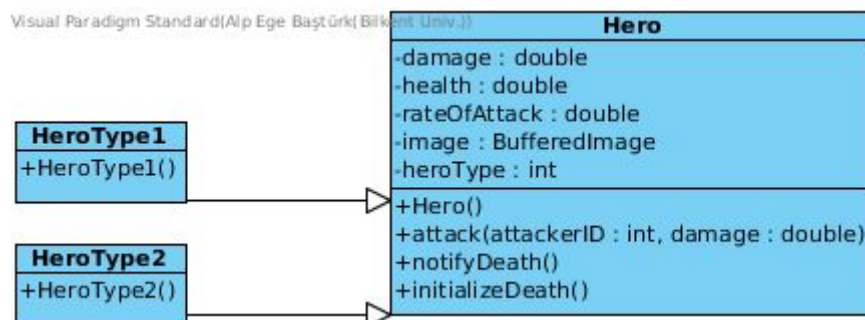 Visual Paradigm Standard(Alp Ege Baştürk(Bilkent Univ.))
Hero
-damage : double
-health : double
-rateOfAttack : double
-image : BufferedImage
-heroType : int
+Hero()
+attack(attackerID : int, damage : double)
+notifyDeath()
+initializeDeath()
HeroType1
+HeroType1()
HeroType2
+HeroType2()